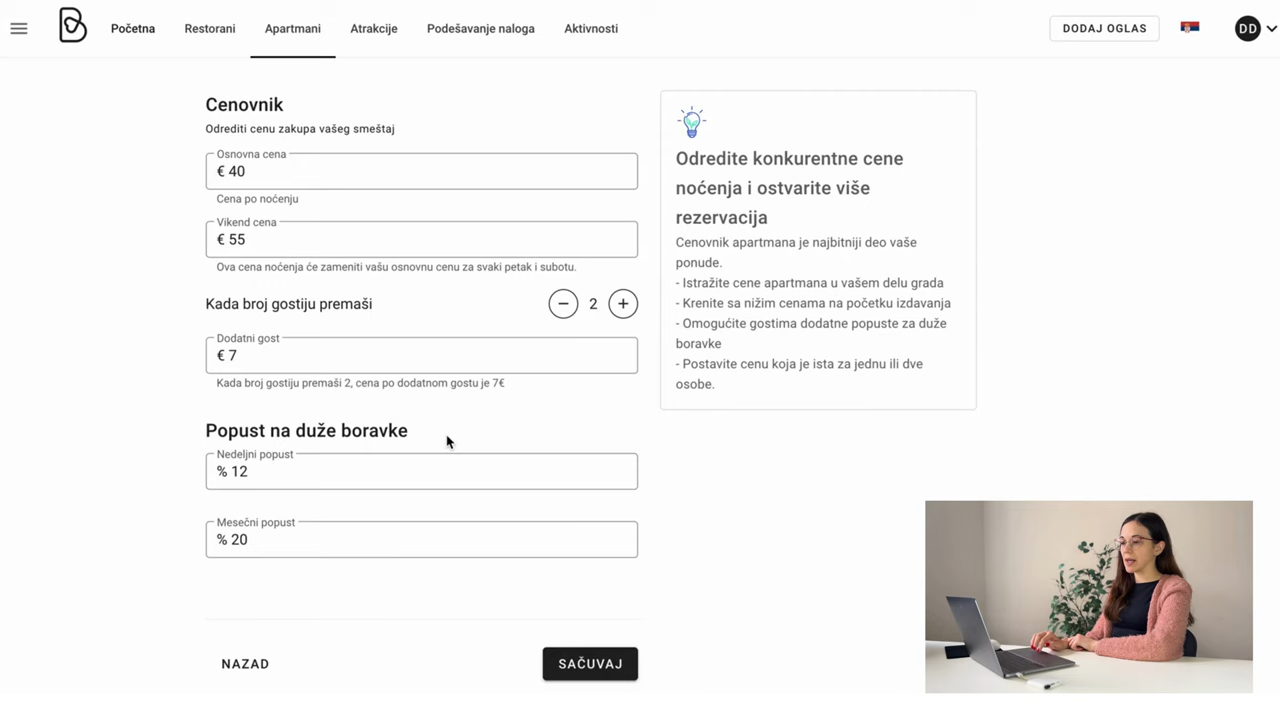 Početna
Restorani
Apartmani
Atrakcije
Podešavanje naloga
Aktivnosti
DODAJ OGLAS
DD
Cenovnik
Odrediti cenu zakupa vašeg smeštaj
Osnovna cena
€ 40
Cena po noćenju
Vikend cena
€ 55
Ova cena noćenja će zameniti vašu osnovnu cenu za svaki petak i subotu.
Kada broj gostiju premaši
2
Dodatni gost
€ 7
Kada broj gostiju premaši 2, cena po dodatnom gostu je 7€
Popust na duže boravke
Nedeljni popust
% 12
Mesečni popust
% 20
NAZAD
SAČUVAJ
Odredite konkurentne cene
noćenja i ostvarite više
rezervacija
Cenovnik apartmana je najbitniji deo vaše
ponude.
- Istražite cene apartmana u vašem delu grada
- Krenite sa nižim cenama na početku izdavanja
- Omogućite gostima dodatne popuste za duže
boravke
- Postavite cenu koja je ista za jednu ili dve
osobe.